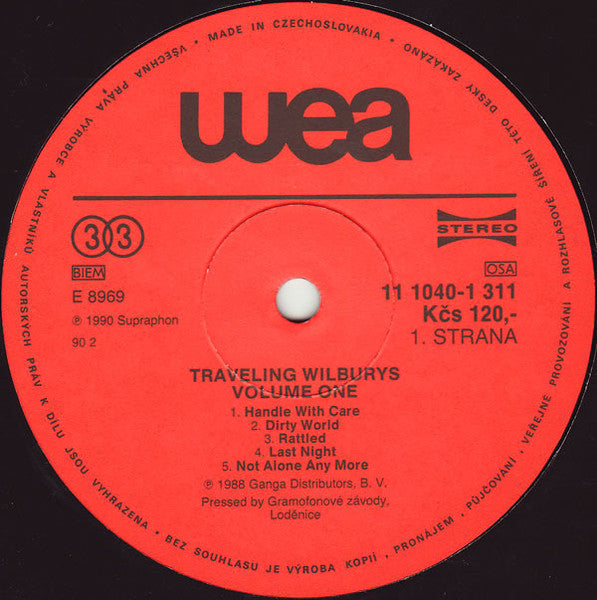 • MADE IN CZECHOSLOVAKIA •
VŠECHNA PRÁVA VÝROBCE A VLASTNÍKŮ AUTORSKÝCH PRÁV K DÍLU JSOU VYHRAZENA • BEZ SOUHLASU JE VÝROBA KOPIÍ, PRONÁJEM, PŮJČOVÁNÍ, VEŘEJNÉ PROVOZOVÁNÍ A ROZHLASOVÉ ŠÍŘENÍ TÉTO DESKY ZAKÁZÁNO
wea
33
STEREO
BIEM
OSA
E 8969
11 1040-1 311
℗ 1990 Supraphon
Kčs 120,-
90 2
1. STRANA
TRAVELING WILBURYS
VOLUME ONE
1. Handle With Care
2. Dirty World
3. Rattled
4. Last Night
5. Not Alone Any More
℗ 1988 Ganga Distributors, B. V.
Pressed by Gramofonové závody,
Loděnice